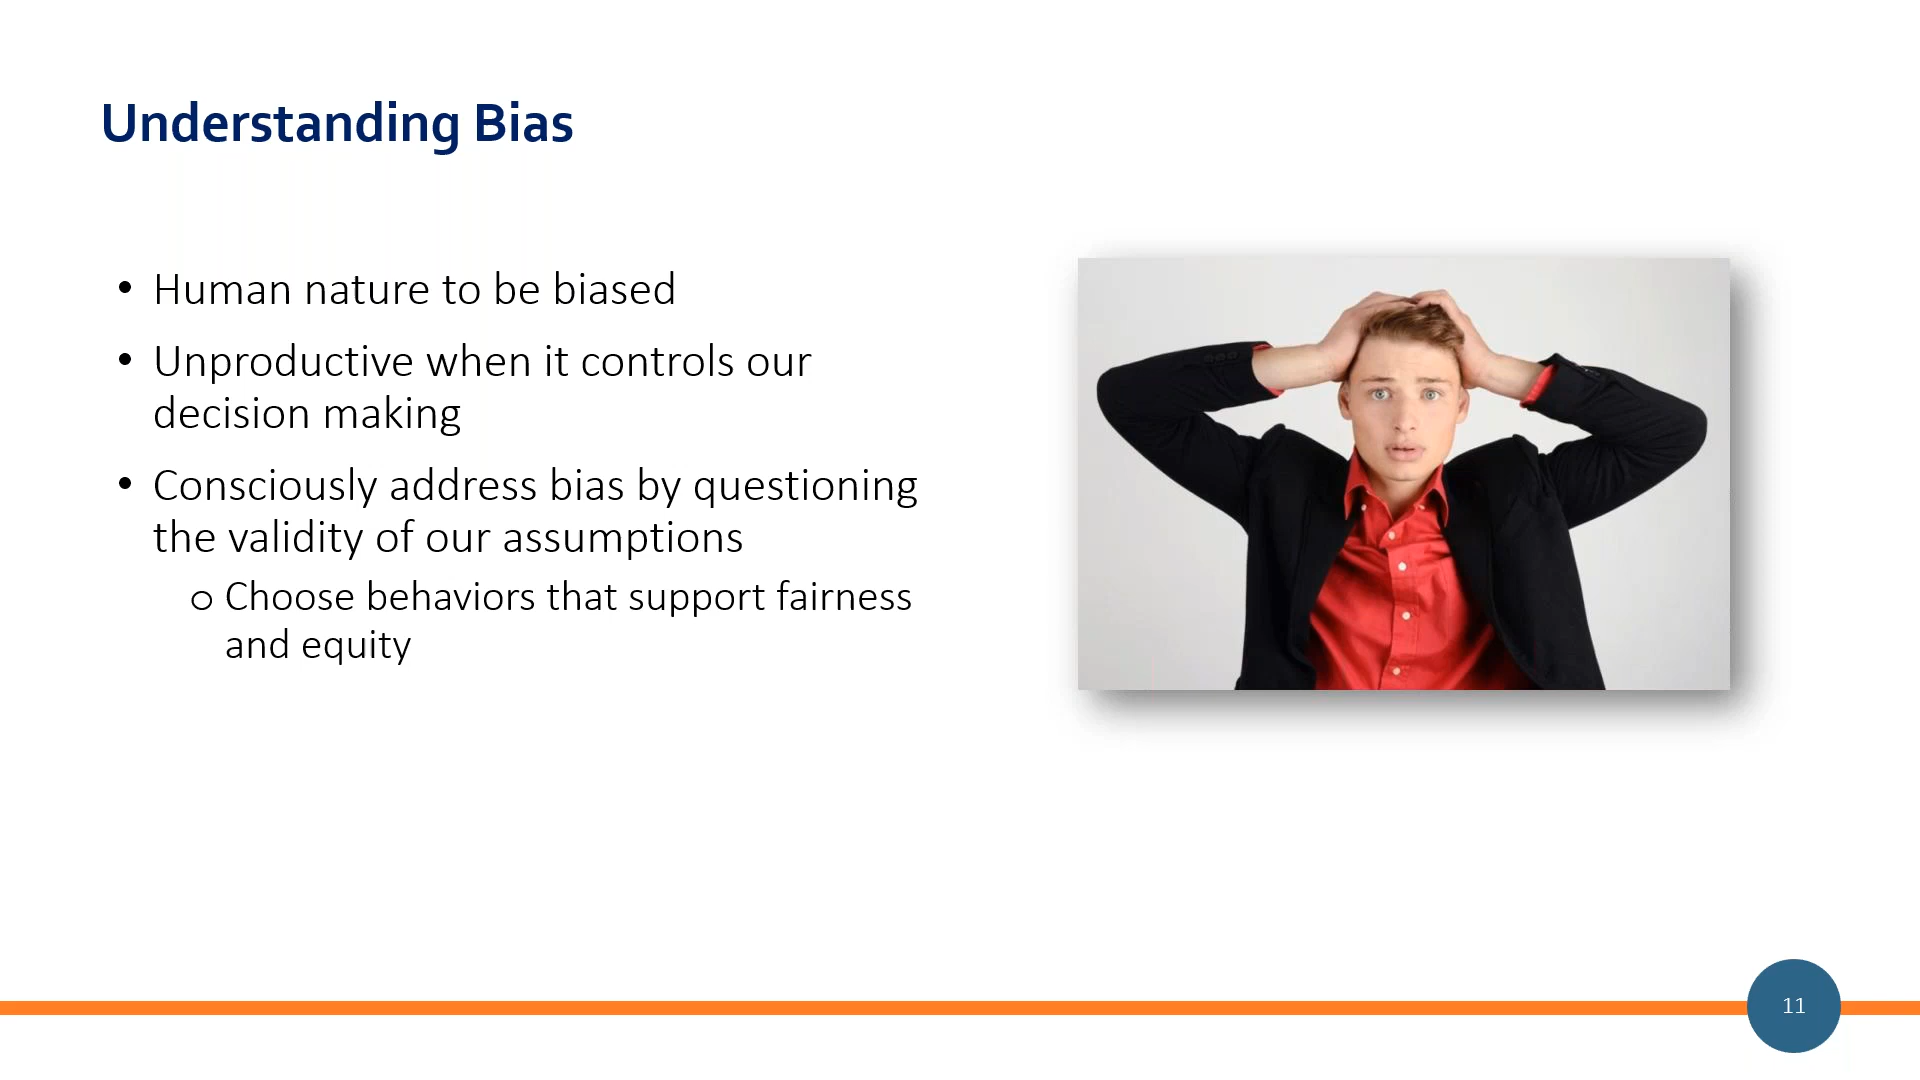 Understanding Bias
• Human nature to be biased
• Unproductive when it controls our
decision making
• Consciously address bias by questioning
the validity of our assumptions
o Choose behaviors that support fairness
and equity
11